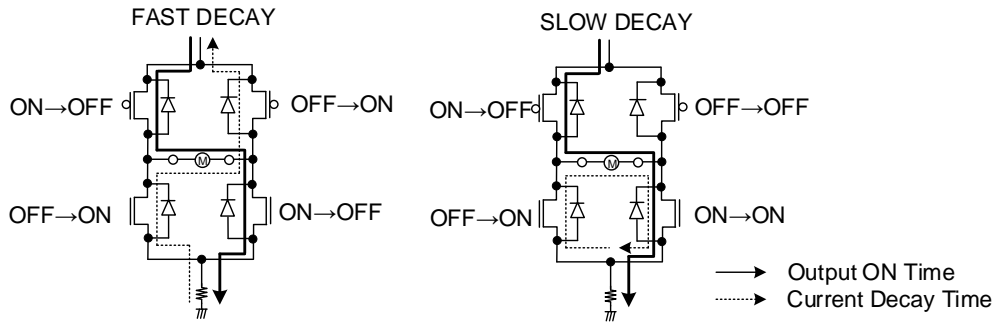 FAST DECAY
ON→OFF
OFF→ON
M
OFF→ON
ON→OFF
SLOW DECAY
ON→OFF
OFF→OFF
M
OFF→ON
ON→ON
Output ON Time
Current Decay Time